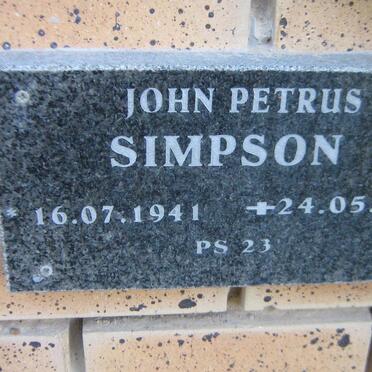 JOHN PETRUS
SIMPSON
* 16.07.1941 ✝24.05.
PS 23